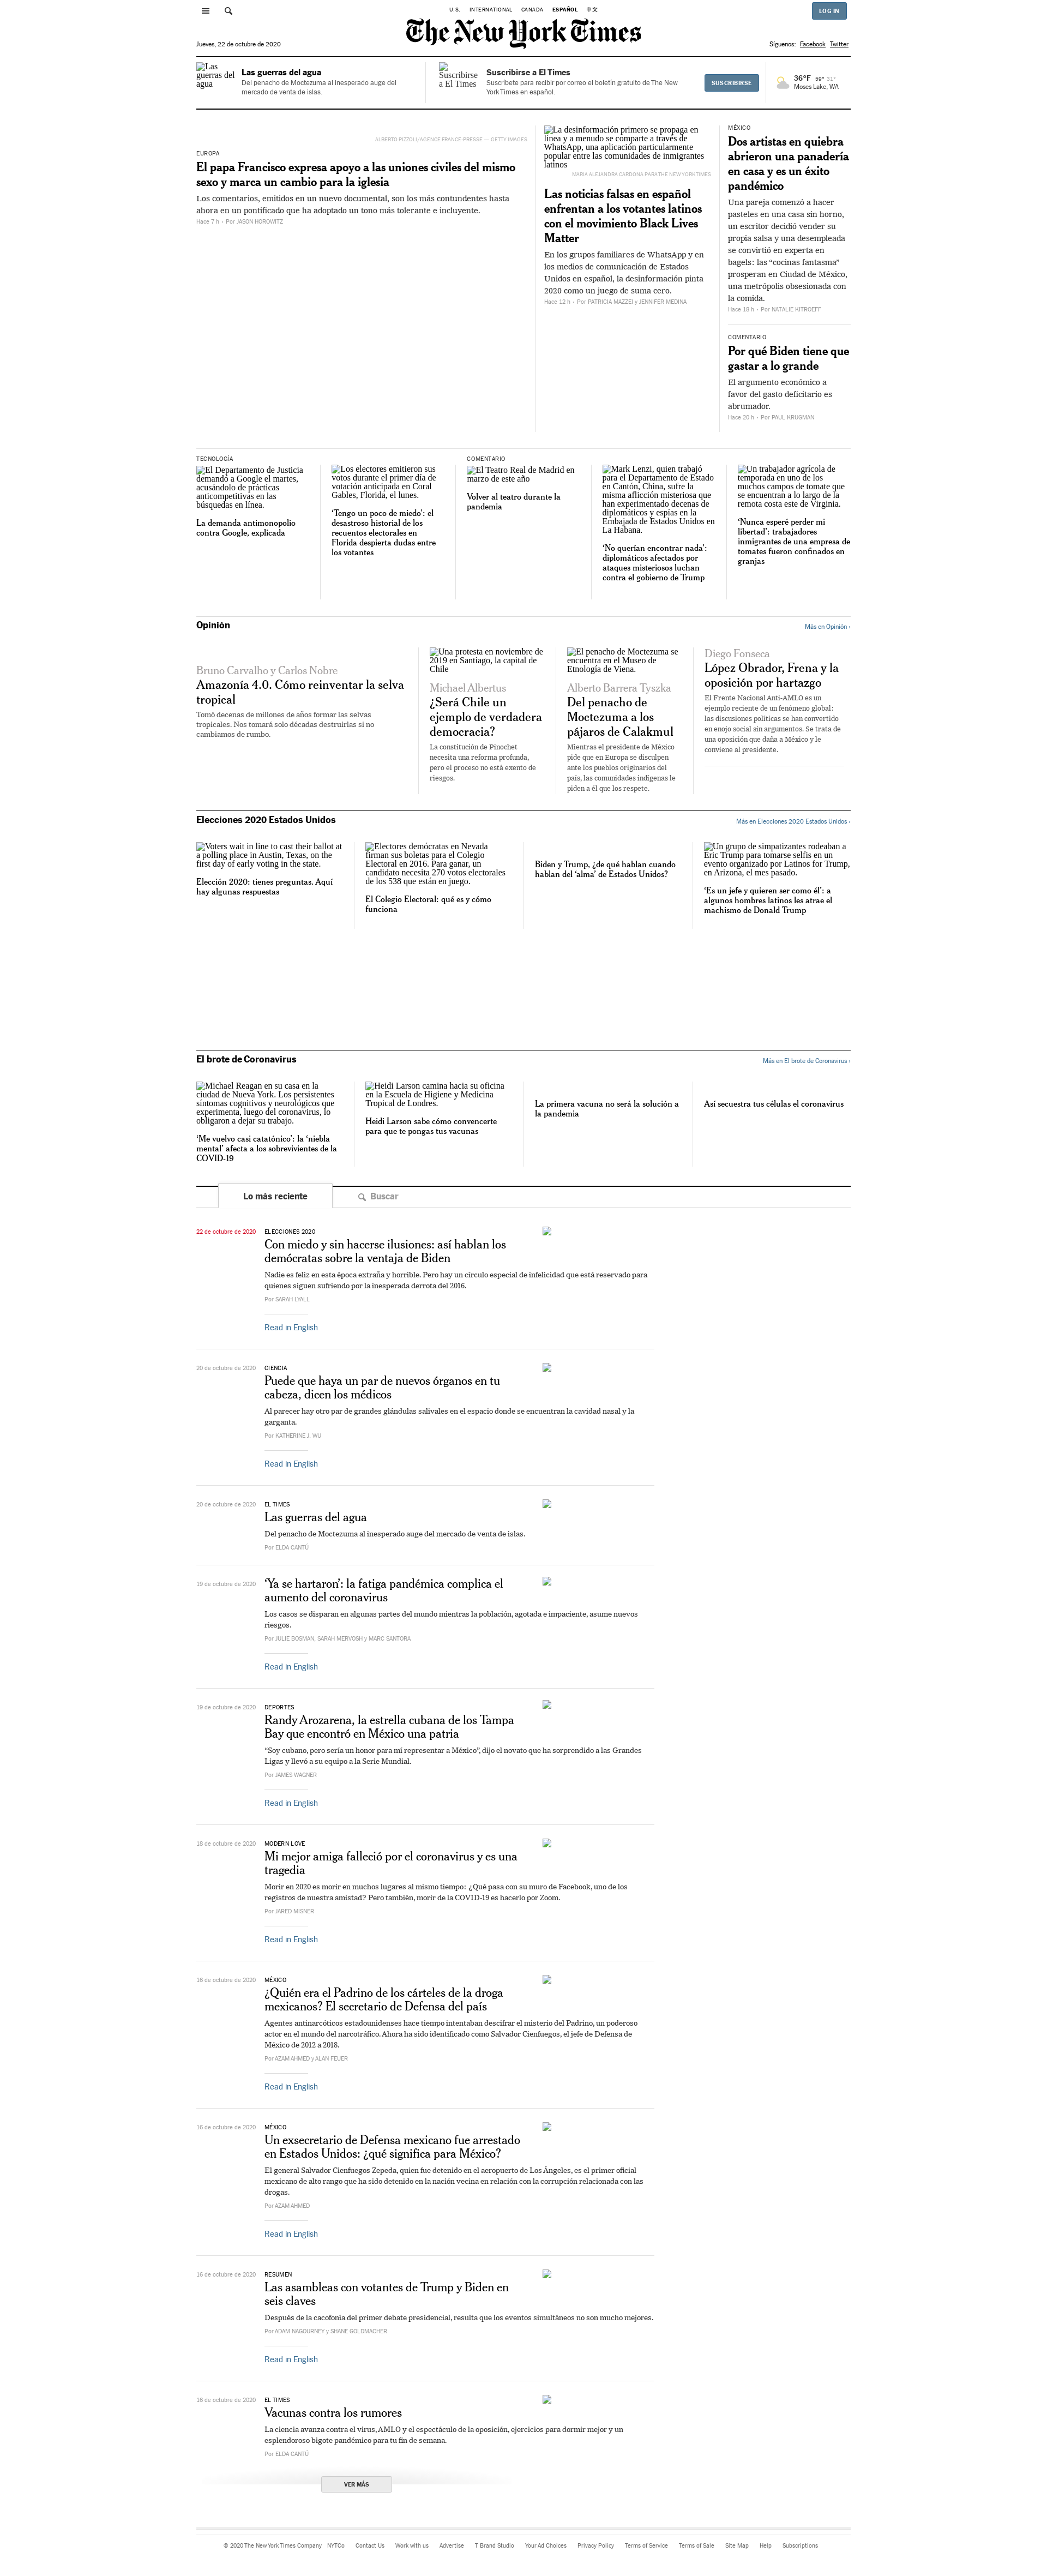 U.S.
INTERNATIONAL
CANADA
ESPAÑOL
中文
LOG IN
The New York Times
Jueves, 22 de octubre de 2020
Síguenos: Facebook Twitter
Las
guerras del
agua
Las guerras del agua
Del penacho de Moctezuma al inesperado auge del
mercado de venta de islas.
Suscribirse
a El Times
Suscribirse a El Times
Suscríbete para recibir por correo el boletín gratuito de The New
York Times en español.
SUSCRIBIRSE
36°F 59° 31°
Moses Lake, WA
ALBERTO PIZZOLI/AGENCE FRANCE-PRESSE — GETTY IMAGES
EUROPA
El papa Francisco expresa apoyo a las uniones civiles del mismo
sexo y marca un cambio para la iglesia
Los comentarios, emitidos en un nuevo documental, son los más contundentes hasta
ahora en un pontificado que ha adoptado un tono más tolerante e incluyente.
Hace 7 h • Por JASON HOROWITZ
La desinformación primero se propaga en
línea y a menudo se comparte a través de
WhatsApp, una aplicación particularmente
popular entre las comunidades de inmigrantes
latinos
MARIA ALEJANDRA CARDONA PARA THE NEW YORK TIMES
Las noticias falsas en español
enfrentan a los votantes latinos
con el movimiento Black Lives
Matter
En los grupos familiares de WhatsApp y en
los medios de comunicación de Estados
Unidos en español, la desinformación pinta
2020 como un juego de suma cero.
Hace 12 h • Por PATRICIA MAZZEI y JENNIFER MEDINA
MÉXICO
Dos artistas en quiebra
abrieron una panadería
en casa y es un éxito
pandémico
Una pareja comenzó a hacer
pasteles en una casa sin horno,
un escritor decidió vender su
propia salsa y una desempleada
se convirtió en experta en
bagels: las “cocinas fantasma”
prosperan en Ciudad de México,
una metrópolis obsesionada con
la comida.
Hace 18 h • Por NATALIE KITROEFF
COMENTARIO
Por qué Biden tiene que
gastar a lo grande
El argumento económico a
favor del gasto deficitario es
abrumador.
Hace 20 h • Por PAUL KRUGMAN
TECNOLOGÍA
El Departamento de Justicia
demandó a Google el martes,
acusándolo de prácticas
anticompetitivas en las
búsquedas en línea.
La demanda antimonopolio
contra Google, explicada
Los electores emitieron sus
votos durante el primer día de
votación anticipada en Coral
Gables, Florida, el lunes.
‘Tengo un poco de miedo’: el
desastroso historial de los
recuentos electorales en
Florida despierta dudas entre
los votantes
COMENTARIO
El Teatro Real de Madrid en
marzo de este año
Volver al teatro durante la
pandemia
Mark Lenzi, quien trabajó
para el Departamento de Estado
en Cantón, China, sufre la
misma aflicción misteriosa que
han experimentado decenas de
diplomáticos y espías en la
Embajada de Estados Unidos en
La Habana.
‘No querían encontrar nada’:
diplomáticos afectados por
ataques misteriosos luchan
contra el gobierno de Trump
Un trabajador agrícola de
temporada en uno de los
muchos campos de tomate que
se encuentran a lo largo de la
remota costa este de Virginia.
‘Nunca esperé perder mi
libertad’: trabajadores
inmigrantes de una empresa de
tomates fueron confinados en
granjas
Opinión
Más en Opinión ›
Bruno Carvalho y Carlos Nobre
Amazonía 4.0. Cómo reinventar la selva
tropical
Tomó decenas de millones de años formar las selvas
tropicales. Nos tomará solo década destruirlas si no
cambiamos de rumbo.
Una protesta en noviembre de
2019 en Santiago, la capital de
Chile
Michael Albertus
¿Será Chile un
ejemplo de verdadera
democracia?
La constitución de Pinochet
necesita una reforma profunda,
pero el proceso no está exento de
riesgos.
El penacho de Moctezuma se
encuentra en el Museo de
Etnología de Viena.
Alberto Barrera Tyszka
Del penacho de
Moctezuma a los
pájaros de Calakmul
Mientras el presidente de México
pide que en Europa se disculpen
ante los pueblos originarios del
país, las comunidades indígenas le
piden a él que los respete.
Diego Fonseca
López Obrador, Frena y la
oposición por hartazgo
El Frente Nacional Anti-AMLO es un
ejemplo reciente de un fenómeno global:
las discusiones políticas se han convertido
en enojo social sin argumentos. Se trata de
una oposición que daña a México y le
conviene al presidente.
Elecciones 2020 Estados Unidos
Más en Elecciones 2020 Estados Unidos ›
Voters wait in line to cast their ballot at
a polling place in Austin, Texas, on the
first day of early voting in the state.
Elección 2020: tienes preguntas. Aquí
hay algunas respuestas
Electores demócratas en Nevada
firman sus boletas para el Colegio
Electoral en 2016. Para ganar, un
candidato necesita 270 votos electorales
de los 538 que están en juego.
El Colegio Electoral: qué es y cómo
funciona
Biden y Trump, ¿de qué hablan cuando
hablan del ‘alma’ de Estados Unidos?
Un grupo de simpatizantes rodeaban a
Eric Trump para tomarse selfis en un
evento organizado por Latinos for Trump,
en Arizona, el mes pasado.
‘Es un jefe y quieren ser como él’: a
algunos hombres latinos les atrae el
machismo de Donald Trump
El brote de Coronavirus
Más en El brote de Coronavirus ›
Michael Reagan en su casa en la
ciudad de Nueva York. Los persistentes
síntomas cognitivos y neurológicos que
experimenta, luego del coronavirus, lo
obligaron a dejar su trabajo.
‘Me vuelvo casi catatónico’: la ‘niebla
mental’ afecta a los sobrevivientes de la
COVID-19
Heidi Larson camina hacia su oficina
en la Escuela de Higiene y Medicina
Tropical de Londres.
Heidi Larson sabe cómo convencerte
para que te pongas tus vacunas
La primera vacuna no será la solución a
la pandemia
Así secuestra tus células el coronavirus
Lo más reciente
Buscar
22 de octubre de 2020
ELECCIONES 2020
Con miedo y sin hacerse ilusiones: así hablan los
demócratas sobre la ventaja de Biden
Nadie es feliz en esta época extraña y horrible. Pero hay un círculo especial de infelicidad que está reservado para
quienes siguen sufriendo por la inesperada derrota del 2016.
Por SARAH LYALL
Read in English
20 de octubre de 2020
CIENCIA
Puede que haya un par de nuevos órganos en tu
cabeza, dicen los médicos
Al parecer hay otro par de grandes glándulas salivales en el espacio donde se encuentran la cavidad nasal y la
garganta.
Por KATHERINE J. WU
Read in English
20 de octubre de 2020
EL TIMES
Las guerras del agua
Del penacho de Moctezuma al inesperado auge del mercado de venta de islas.
Por ELDA CANTÚ
19 de octubre de 2020
‘Ya se hartaron’: la fatiga pandémica complica el
aumento del coronavirus
Los casos se disparan en algunas partes del mundo mientras la población, agotada e impaciente, asume nuevos
riesgos.
Por JULIE BOSMAN, SARAH MERVOSH y MARC SANTORA
Read in English
19 de octubre de 2020
DEPORTES
Randy Arozarena, la estrella cubana de los Tampa
Bay que encontró en México una patria
“Soy cubano, pero sería un honor para mí representar a México”, dijo el novato que ha sorprendido a las Grandes
Ligas y llevó a su equipo a la Serie Mundial.
Por JAMES WAGNER
Read in English
18 de octubre de 2020
MODERN LOVE
Mi mejor amiga falleció por el coronavirus y es una
tragedia
Morir en 2020 es morir en muchos lugares al mismo tiempo: ¿Qué pasa con su muro de Facebook, uno de los
registros de nuestra amistad? Pero también, morir de la COVID-19 es hacerlo por Zoom.
Por JARED MISNER
Read in English
16 de octubre de 2020
MÉXICO
¿Quién era el Padrino de los cárteles de la droga
mexicanos? El secretario de Defensa del país
Agentes antinarcóticos estadounidenses hace tiempo intentaban descifrar el misterio del Padrino, un poderoso
actor en el mundo del narcotráfico. Ahora ha sido identificado como Salvador Cienfuegos, el jefe de Defensa de
México de 2012 a 2018.
Por AZAM AHMED y ALAN FEUER
Read in English
16 de octubre de 2020
MÉXICO
Un exsecretario de Defensa mexicano fue arrestado
en Estados Unidos: ¿qué significa para México?
El general Salvador Cienfuegos Zepeda, quien fue detenido en el aeropuerto de Los Ángeles, es el primer oficial
mexicano de alto rango que ha sido detenido en la nación vecina en relación con la corrupción relacionada con las
drogas.
Por AZAM AHMED
Read in English
16 de octubre de 2020
RESUMEN
Las asambleas con votantes de Trump y Biden en
seis claves
Después de la cacofonía del primer debate presidencial, resulta que los eventos simultáneos no son mucho mejores.
Por ADAM NAGOURNEY y SHANE GOLDMACHER
Read in English
16 de octubre de 2020
EL TIMES
Vacunas contra los rumores
La ciencia avanza contra el virus, AMLO y el espectáculo de la oposición, ejercicios para dormir mejor y un
esplendoroso bigote pandémico para tu fin de semana.
Por ELDA CANTÚ
VER MÁS
© 2020 The New York Times Company NYTCo Contact Us Work with us Advertise T Brand Studio Your Ad Choices Privacy Policy Terms of Service Terms of Sale Site Map Help Subscriptions